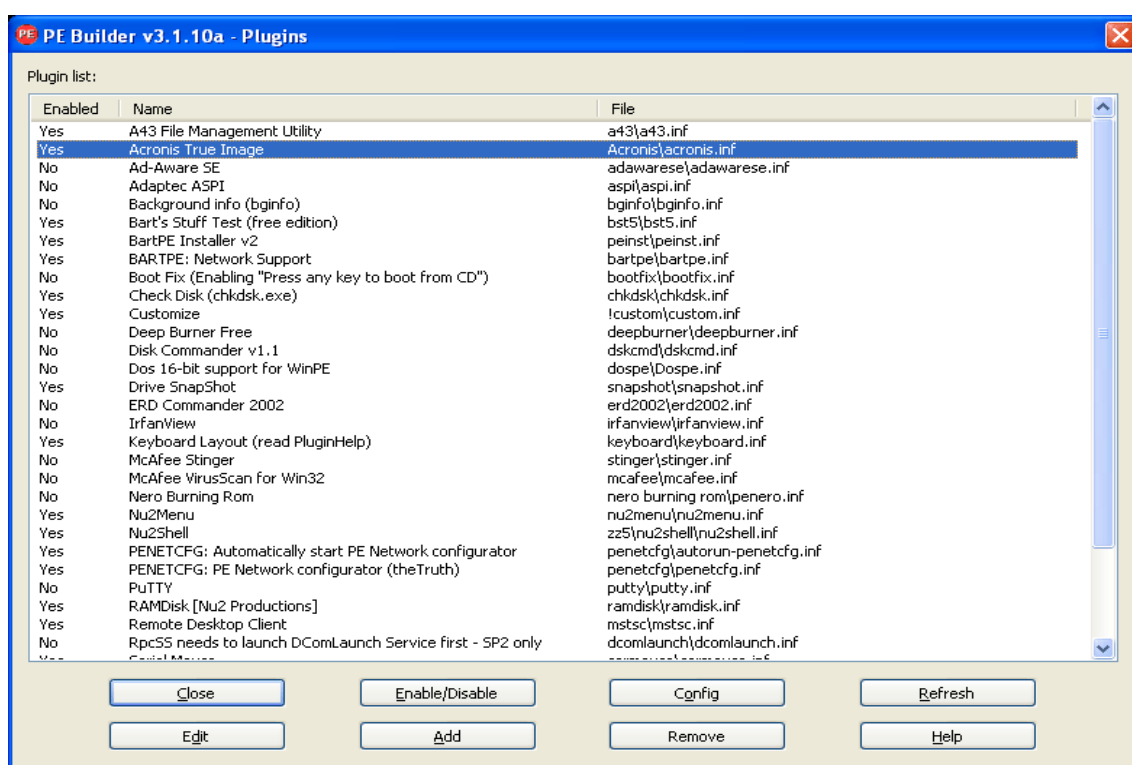 PE Builder v3.1.10a - Plugins
Plugin list:
Enabled Name File
Yes A43 File Management Utility a43\a43.inf
Yes Acronis True Image Acronis\acronis.inf
No Ad-Aware SE adawarese\adawarese.inf
No Adaptec ASPI aspi\aspi.inf
No Background info (bginfo) bginfo\bginfo.inf
Yes Bart's Stuff Test (free edition) bst5\bst5.inf
Yes BartPE Installer v2 peinst\peinst.inf
Yes BARTPE: Network Support bartpe\bartpe.inf
No Boot Fix (Enabling "Press any key to boot from CD") bootfix\bootfix.inf
Yes Check Disk (chkdsk.exe) chkdsk\chkdsk.inf
Yes Customize !custom\custom.inf
No Deep Burner Free deepburner\deepburner.inf
No Disk Commander v1.1 dskcmd\dskcmd.inf
No Dos 16-bit support for WinPE dospe\Dospe.inf
Yes Drive SnapShot snapshot\snapshot.inf
No ERD Commander 2002 erd2002\erd2002.inf
No IrfanView irfanview\irfanview.inf
Yes Keyboard Layout (read PluginHelp) keyboard\keyboard.inf
No McAfee Stinger stinger\stinger.inf
No McAfee VirusScan for Win32 mcafee\mcafee.inf
No Nero Burning Rom nero burning rom\penero.inf
Yes Nu2Menu nu2menu\nu2menu.inf
Yes Nu2Shell zz5\nu2shell\nu2shell.inf
Yes PENETCFG: Automatically start PE Network configurator penetcfg\autorun-penetcfg.inf
Yes PENETCFG: PE Network configurator (theTruth) penetcfg\penetcfg.inf
No PuTTY putty\putty.inf
Yes RAMDisk [Nu2 Productions] ramdisk\ramdisk.inf
Yes Remote Desktop Client mstsc\mstsc.inf
No RpcSS needs to launch DComLaunch Service first - SP2 only dcomlaunch\dcomlaunch.inf
Close Enable/Disable Config Refresh
Edit Add Remove Help